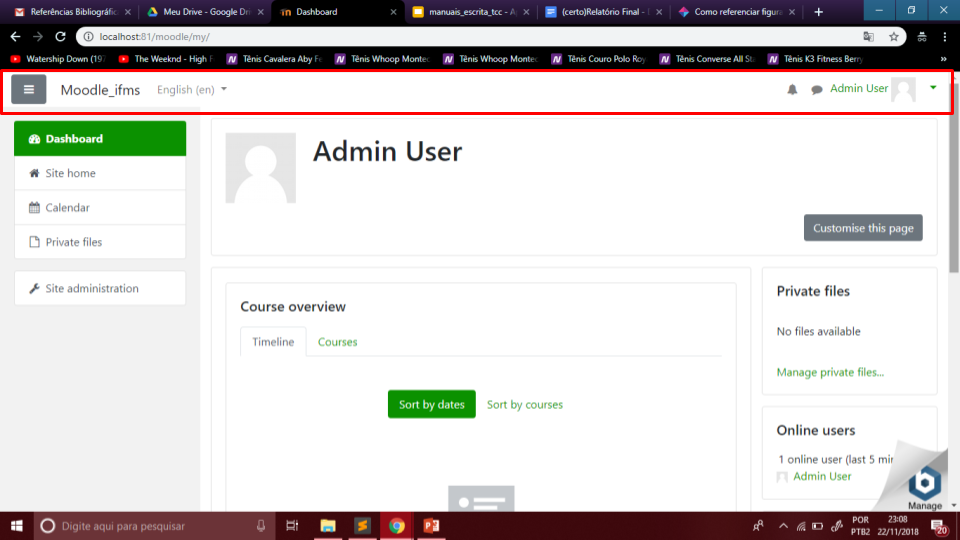 Referências Bibliográfic
Meu Drive - Google Dri
Dashboard
manuais_escrita_tcc - A
(certo)Relatório Final -
Como referenciar figura
localhost:81/moodle/my/
Watership Down (197
The Weeknd - High F
Tênis Cavalera Aby Fe
Tênis Whoop Montec
Tênis Whoop Montec
Tênis Couro Polo Roy
Tênis Converse All Sta
Tênis K3 Fitness Berry
»
Moodle_ifms
English (en)
Admin User
Dashboard
Site home
Calendar
Private files
Site administration
Admin User
Customise this page
Course overview
Timeline
Courses
Sort by dates
Sort by courses
Private files
No files available
Manage private files...
Online users
1 online user (last 5 min
Admin User
Manage
Digite aqui para pesquisar
POR
PTB2
23:08
22/11/2018
20